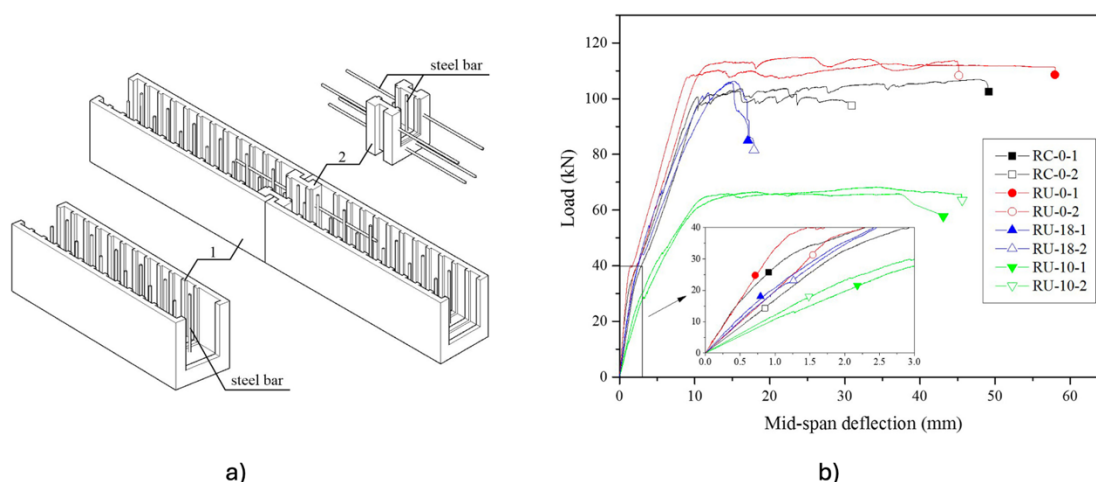 steel bar
2
1
steel bar
a)
Load (kN)
120
100
80
60
40
20
0
0 10 20 30 40 50 60
Mid-span deflection (mm)
RC-0-1
RC-0-2
RU-0-1
RU-0-2
RU-18-1
RU-18-2
RU-10-1
RU-10-2
40
30
20
10
0
0.0 0.5 1.0 1.5 2.0 2.5 3.0
b)